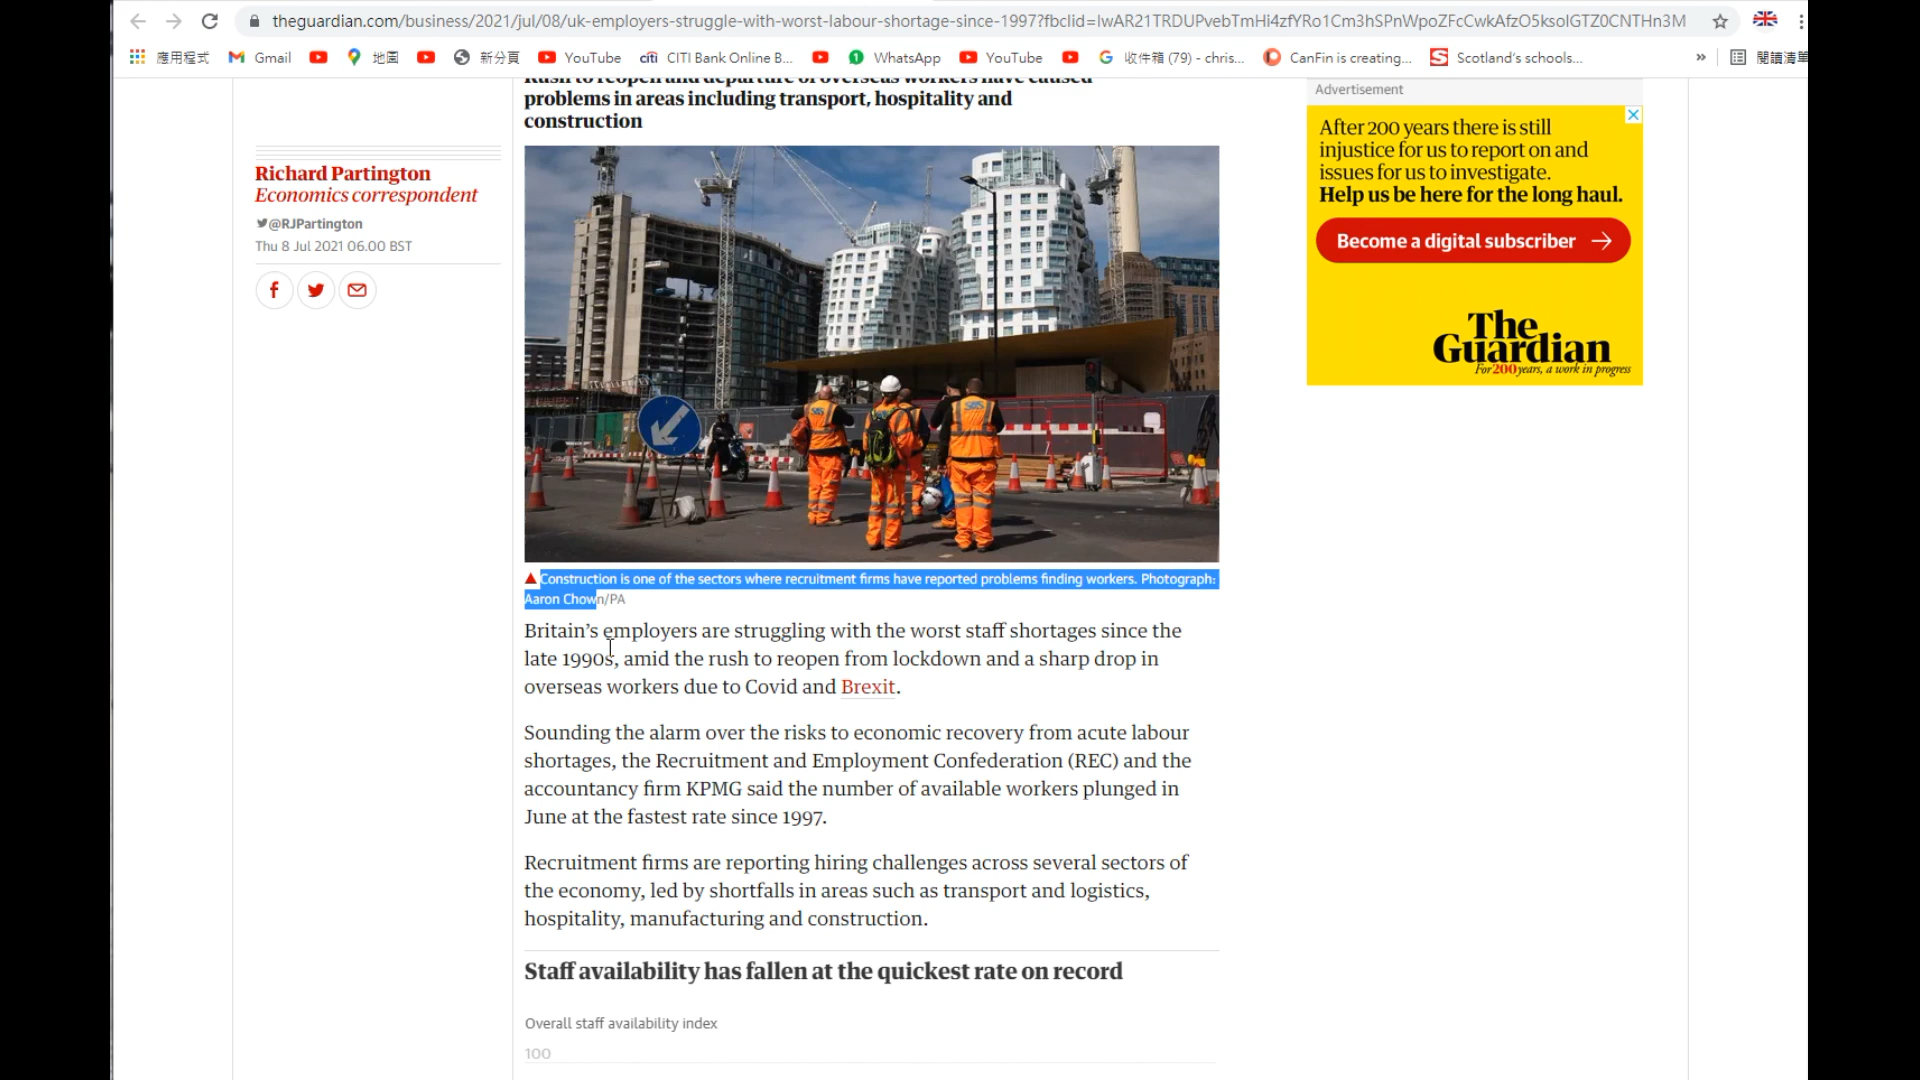 theguardian.com/business/2021/jul/08/uk-employers-struggle-with-worst-labour-shortage-since-1997?fbclid=IwAR21TRDUPvebTmHi4zfYRo1Cm3hSPnWpoZFcCwkAfzO5ksoIGTZ0CNTHn3M
應用程式 Gmail 地圖 新分頁 YouTube citi CITI Bank Online B... WhatsApp YouTube 收件箱 (79) - chris... CanFin is creating... Scotland's schools... » 閱讀清單
Rush to reopen and departure of overseas workers have caused
problems in areas including transport, hospitality and
construction
Richard Partington
Economics correspondent
@RJPartington
Thu 8 Jul 2021 06.00 BST
SBS
SBS
Construction is one of the sectors where recruitment firms have reported problems finding workers. Photograph:
Aaron Chown/PA
Britain's employers are struggling with the worst staff shortages since the
late 1990s, amid the rush to reopen from lockdown and a sharp drop in
overseas workers due to Covid and Brexit.
Sounding the alarm over the risks to economic recovery from acute labour
shortages, the Recruitment and Employment Confederation (REC) and the
accountancy firm KPMG said the number of available workers plunged in
June at the fastest rate since 1997.
Recruitment firms are reporting hiring challenges across several sectors of
the economy, led by shortfalls in areas such as transport and logistics,
hospitality, manufacturing and construction.
Staff availability has fallen at the quickest rate on record
Overall staff availability index
100
Advertisement
After 200 years there is still
injustice for us to report on and
issues for us to investigate.
Help us be here for the long haul.
Become a digital subscriber
The
Guardian
For 200 years, a work in progress